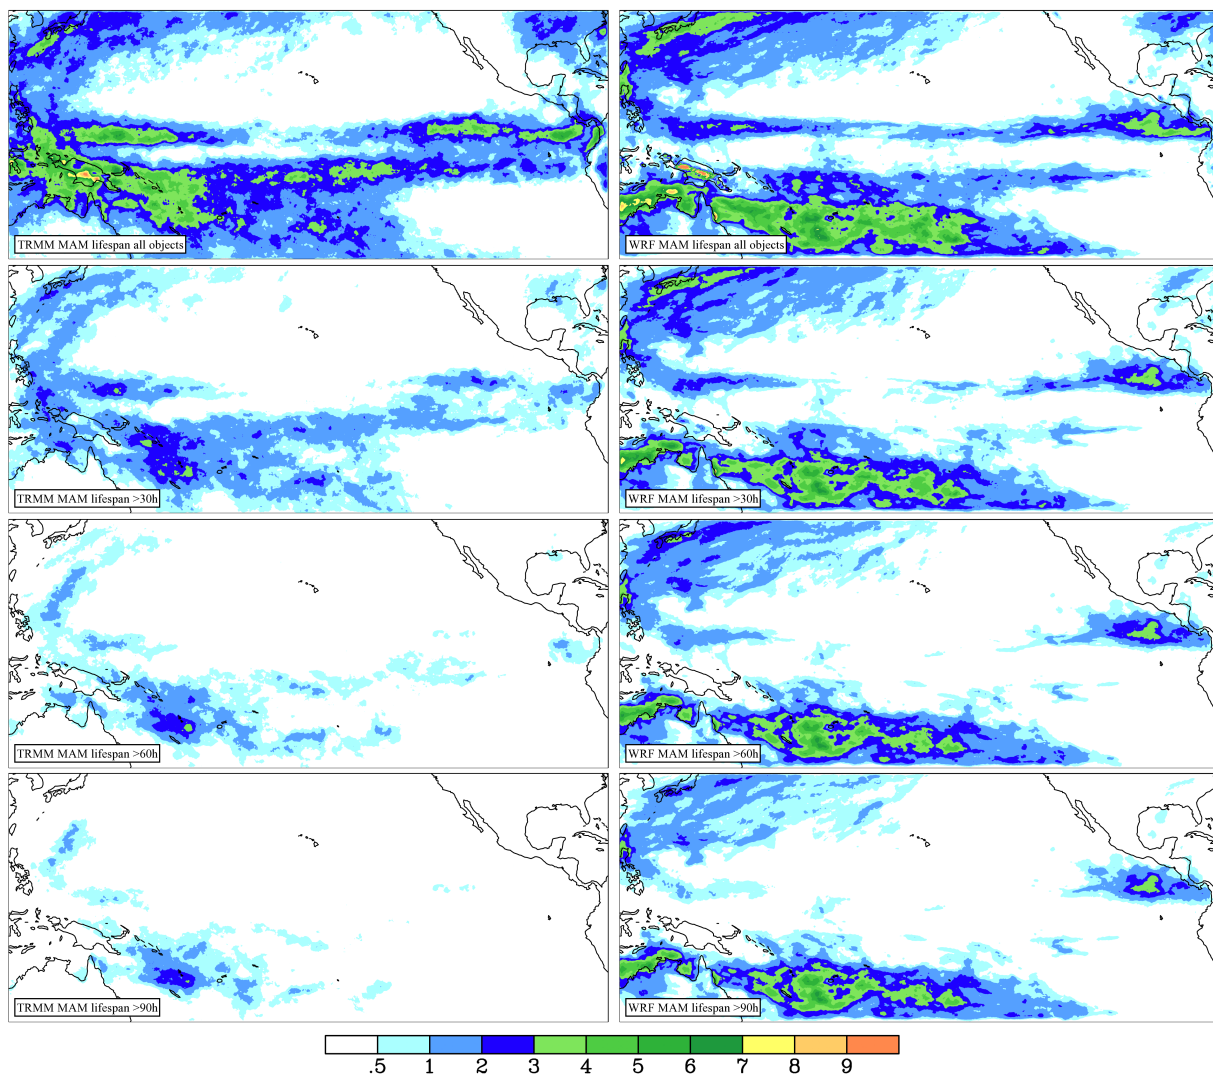 TRMM MAM lifespan all objects
WRF MAM lifespan all objects
TRMM MAM lifespan >30h
WRF MAM lifespan >30h
TRMM MAM lifespan >60h
WRF MAM lifespan >60h
TRMM MAM lifespan >90h
WRF MAM lifespan >90h
.5 1 2 3 4 5 6 7 8 9